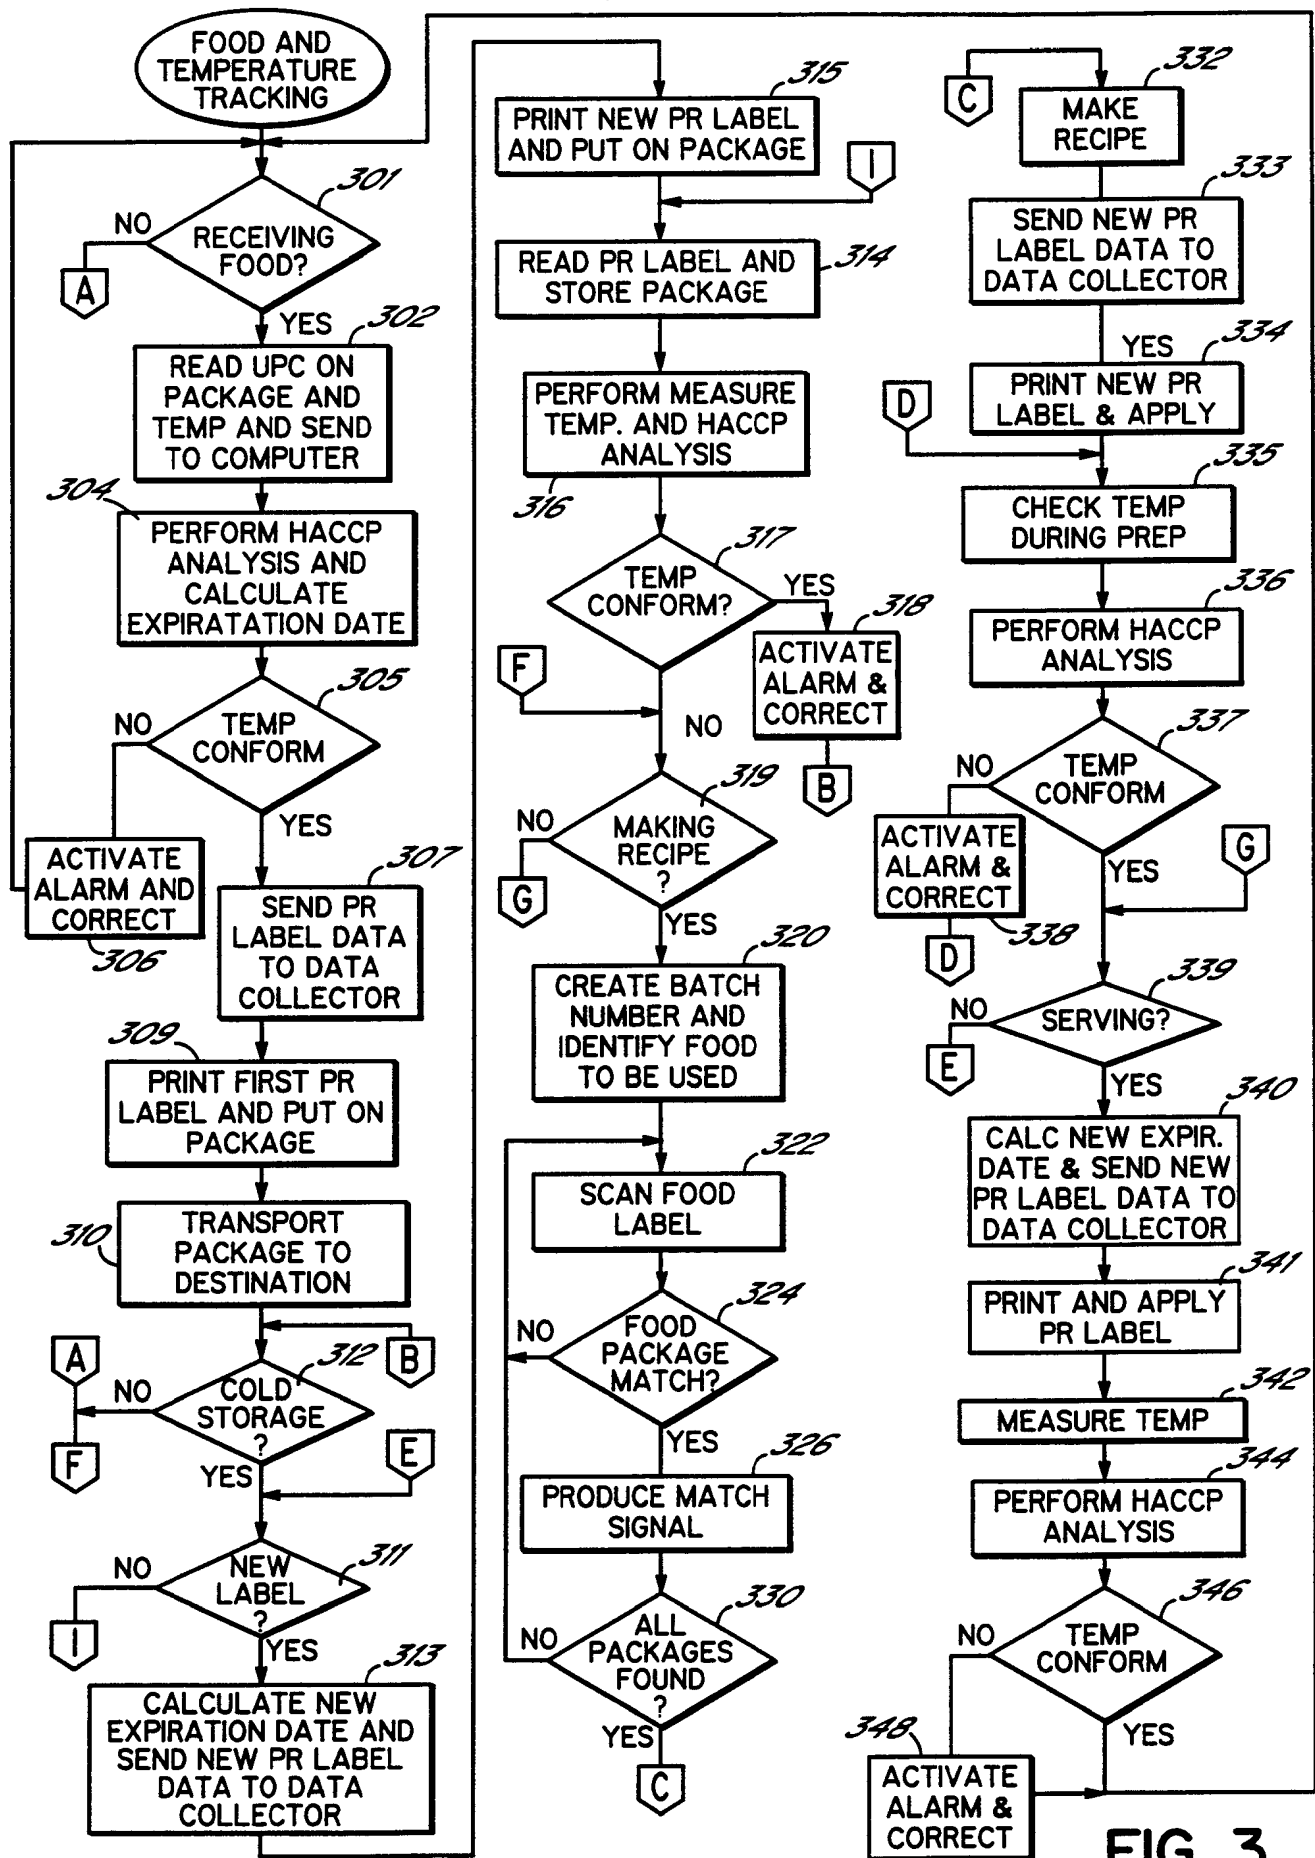 FOOD AND
TEMPERATURE
TRACKING
301
NO
RECEIVING
FOOD?
A
YES
302
READ UPC ON
PACKAGE AND
TEMP AND SEND
TO COMPUTER
304
PERFORM HACCP
ANALYSIS AND
CALCULATE
EXPIRATATION DATE
305
NO
TEMP
CONFORM
YES
ACTIVATE
ALARM AND
CORRECT
306
307
SEND PR
LABEL DATA
TO DATA
COLLECTOR
309
PRINT FIRST PR
LABEL AND PUT ON
PACKAGE
310
TRANSPORT
PACKAGE TO
DESTINATION
A
B
312
NO
COLD
STORAGE
?
F
YES
E
NO
NEW
LABEL
?
311
I
YES
313
CALCULATE NEW
EXPIRATION DATE AND
SEND NEW PR LABEL
DATA TO DATA
COLLECTOR
315
PRINT NEW PR LABEL
AND PUT ON PACKAGE
I
READ PR LABEL AND
STORE PACKAGE
314
PERFORM MEASURE
TEMP. AND HACCP
ANALYSIS
316
317
TEMP
CONFORM?
YES
318
ACTIVATE
ALARM &
CORRECT
B
F
NO
319
NO
MAKING
RECIPE
?
G
YES
320
CREATE BATCH
NUMBER AND
IDENTIFY FOOD
TO BE USED
322
SCAN FOOD
LABEL
324
NO
FOOD
PACKAGE
MATCH?
YES
326
PRODUCE MATCH
SIGNAL
330
NO
ALL
PACKAGES
FOUND
?
YES
C
C
332
MAKE
RECIPE
333
SEND NEW PR
LABEL DATA TO
DATA COLLECTOR
YES
334
PRINT NEW PR
LABEL & APPLY
D
335
CHECK TEMP
DURING PREP
336
PERFORM HACCP
ANALYSIS
337
NO
TEMP
CONFORM
ACTIVATE
ALARM &
CORRECT
338
D
YES
G
339
NO
SERVING?
E
YES
340
CALC NEW EXPIR.
DATE & SEND NEW
PR LABEL DATA TO
DATA COLLECTOR
341
PRINT AND APPLY
PR LABEL
342
MEASURE TEMP
344
PERFORM HACCP
ANALYSIS
346
NO
TEMP
CONFORM
YES
348
ACTIVATE
ALARM &
CORRECT
FIG. 3